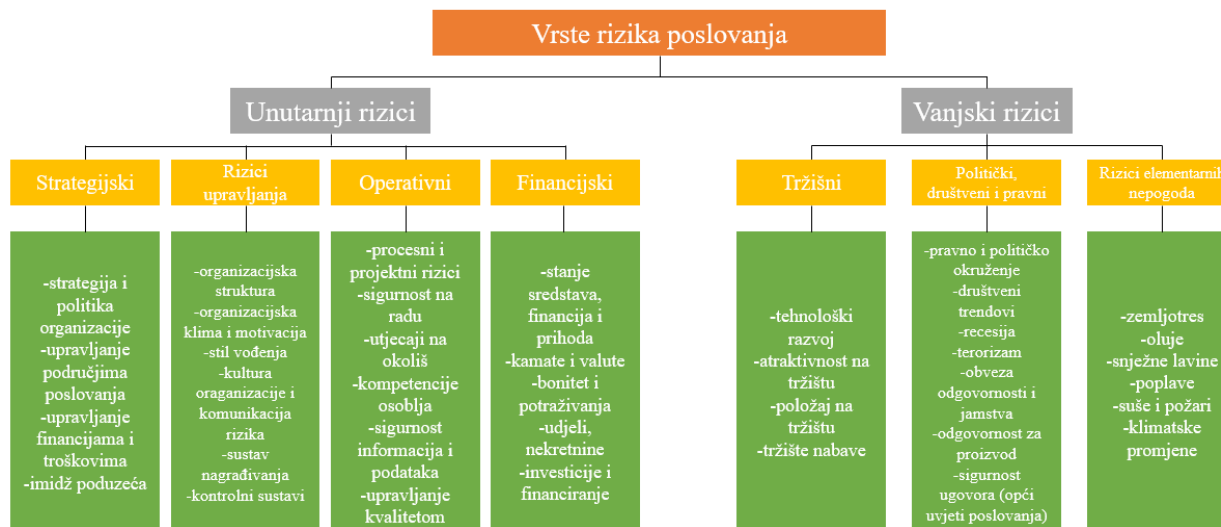 Vrste rizika poslovanja
Unutarnji rizici
Vanjski rizici
Strategijski
Rizici
upravljanja
Operativni
Financijski
Tržišni
Politički,
društveni i pravni
Rizici elementarnih
nepogoda
-strategija i
politika
organizacije
-upravljanje
područjima
poslovanja
-upravljanje
financijama i
troškovima
-imidž poduzeća
-organizacijska
struktura
-organizacijska
klima i motivacija
-stil vođenja
-kultura
oraganizacije i
komunikacija
rizika
-sustav
nagrađivanja
-kontrolni sustavi
-procesni i
projektni rizici
-sigurnost na
radu
-utjecaji na
okoliš
-kompetencije
osoblja
-sigurnost
informacija i
podataka
-upravljanje
kvalitetom
-stanje
sredstava,
financija i
prihoda
-kamate i valute
-bonitet i
potraživanja
-udjeli,
nekretnine
-investicije i
financiranje
-tehnološki
razvoj
-atraktivnost na
tržištu
-položaj na
tržištu
-tržište nabave
-pravno i političko
okruženje
-društveni
trendovi
-recesija
-terorizam
-obveza
odgovornosti i
jamstva
-odgovornost za
proizvod
-sigurnost
ugovora (opći
uvjeti poslovanja)
-zemljotres
-oluje
-snježne lavine
-poplave
-suše i požari
-klimatske
promjene